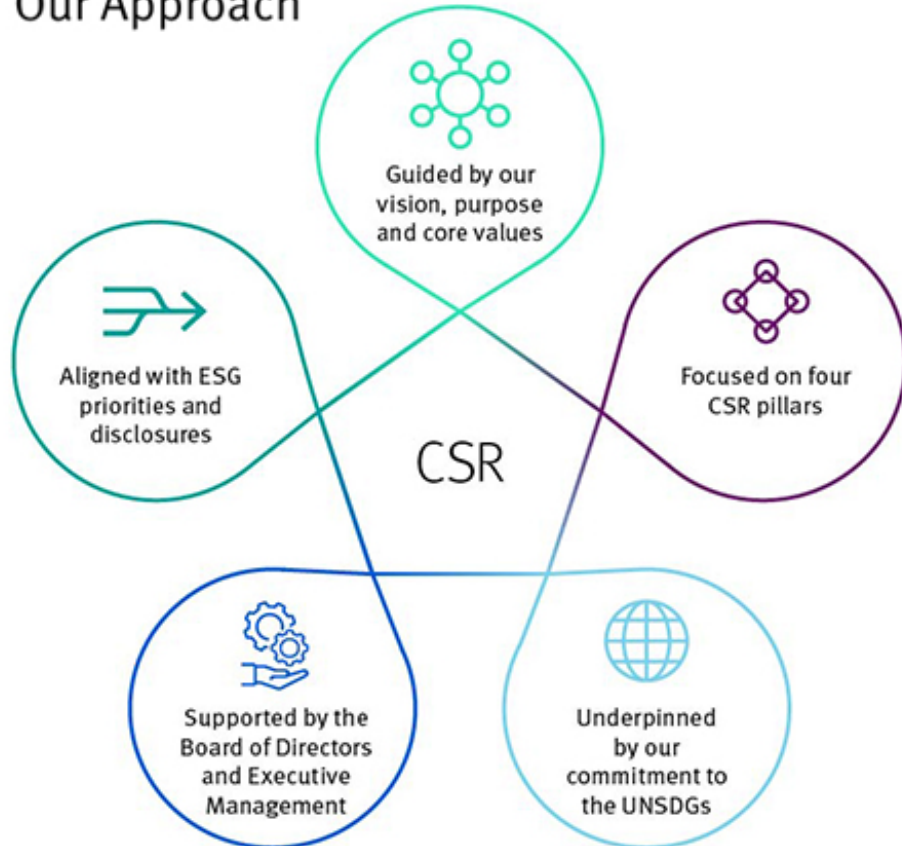 Our Approach
Guided by our
vision, purpose
and core values
Aligned with ESG
priorities and
disclosures
Focused on four
CSR pillars
CSR
Supported by the
Board of Directors
and Executive
Management
Underpinned
by our
commitment to
the UNSDGs